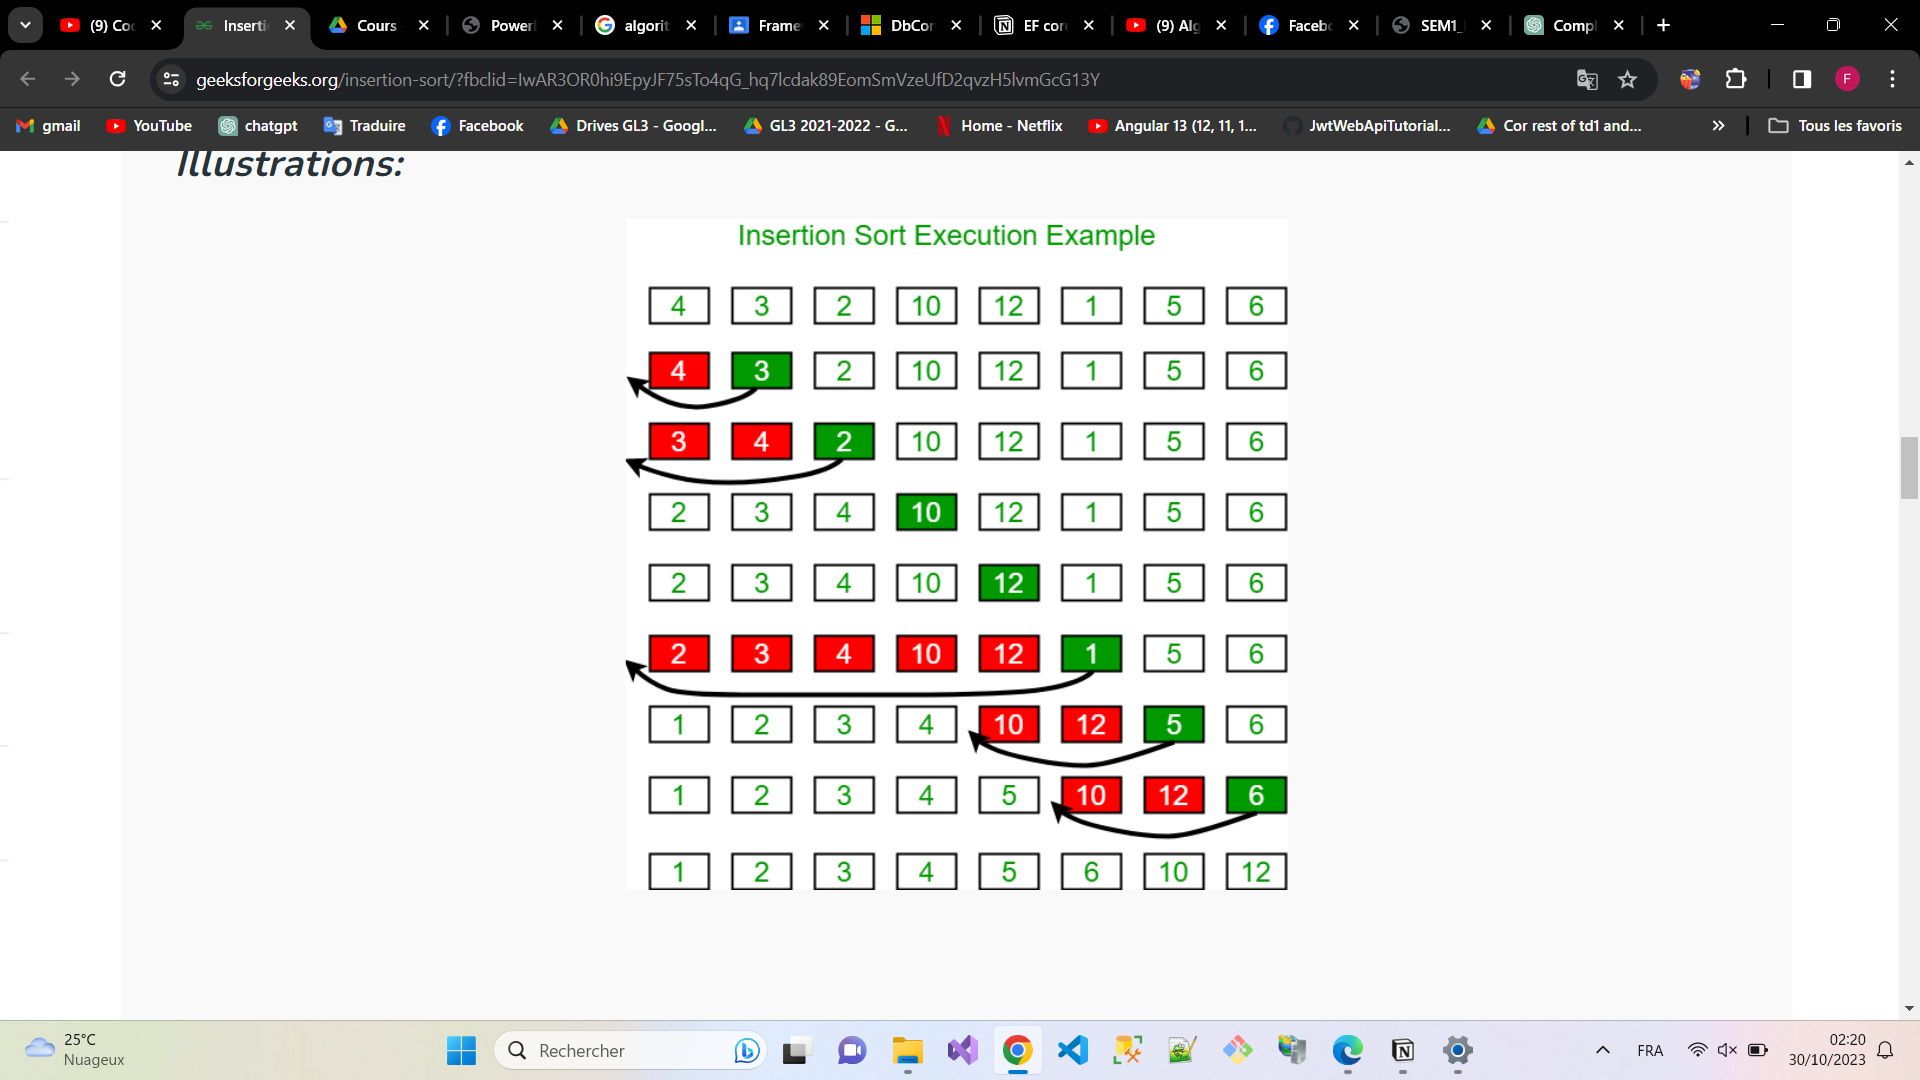 (9) Co
Inserti
Cours
Powerl
algorit
Frame
DbCor
EF cor
(9) Alg
Facebo
SEM1_
Compl
geeksforgeeks.org/insertion-sort/?fbclid=IwAR3OR0hi9EpyJF75sTo4qG_hq7lcdak89EomSmVzeUfD2qvzH5lvmGcG13Y
F
gmail
YouTube
chatgpt
Traduire
Facebook
Drives GL3 - Googl...
GL3 2021-2022 - G...
Home - Netflix
Angular 13 (12, 11, 1...
JwtWebApiTutorial...
Cor rest of td1 and...
Tous les favoris
Illustrations:
Insertion Sort Execution Example
4 3 2 10 12 1 5 6
4 3 2 10 12 1 5 6
3 4 2 10 12 1 5 6
2 3 4 10 12 1 5 6
2 3 4 10 12 1 5 6
2 3 4 10 12 1 5 6
1 2 3 4 10 12 5 6
1 2 3 4 5 10 12 6
1 2 3 4 5 6 10 12
25°C
Nuageux
Rechercher
FRA
02:20
30/10/2023